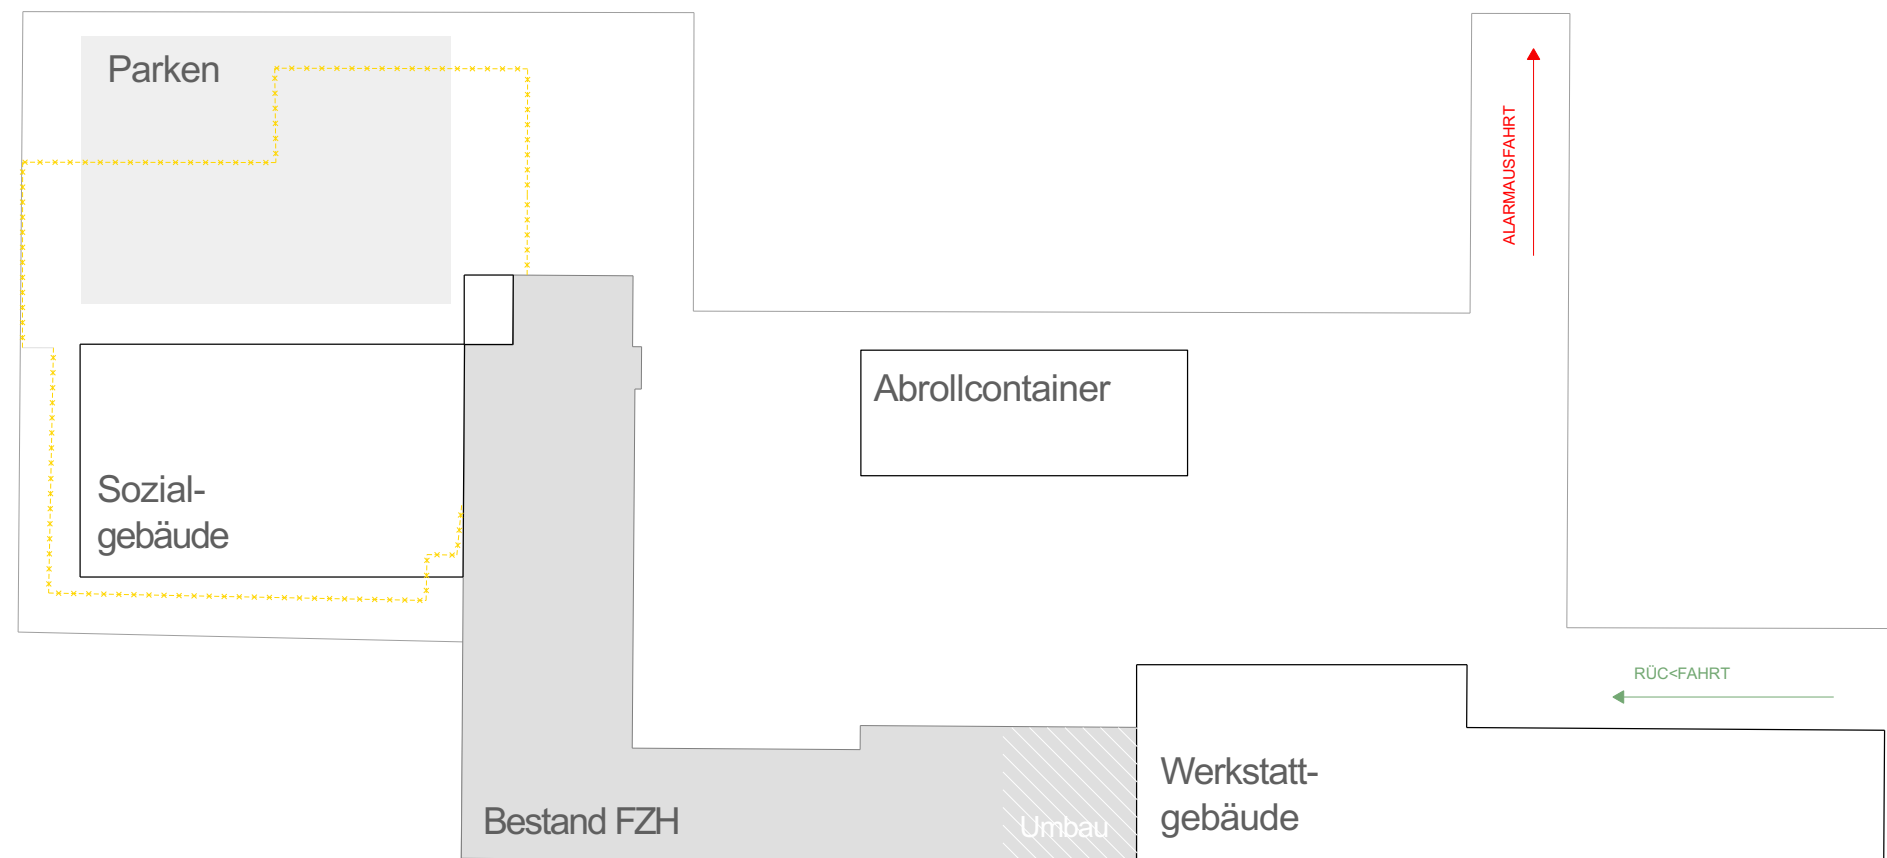 Parken
ALARMAUSFAHRT
Abrollcontainer
Sozial-
gebäude
RÜC<FAHRT
Werkstatt-
gebäude
Bestand FZH
Umbau